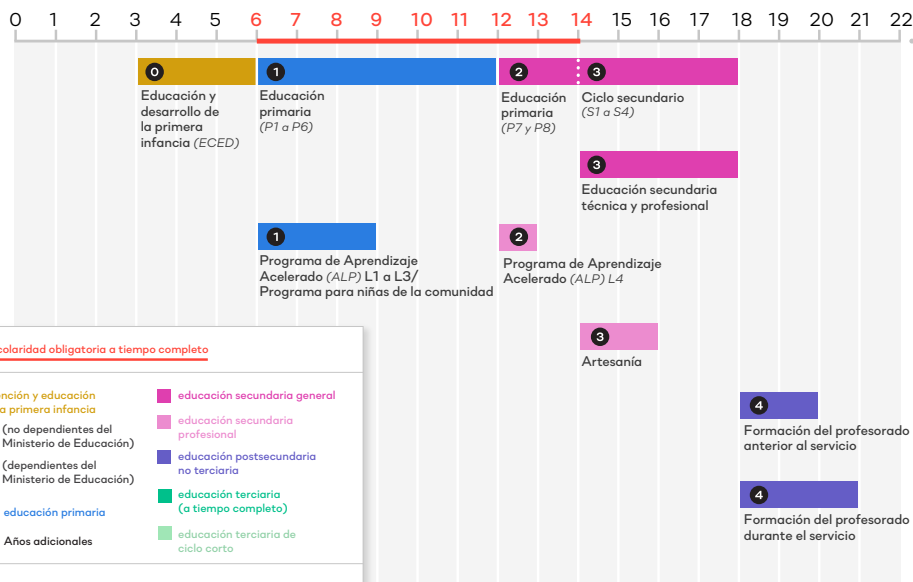 0 1 2 3 4 5 6 7 8 9 10 11 12 13 14 15 16 17 18 19 20 21 22
0
1
2
3
Educación y
desarrollo de
la primera
infancia (ECED)
Educación
primaria
(P1 a P6)
Educación
primaria
(P7 y P8)
Ciclo secundario
(S1 a S4)
3
Educación secundaria
técnica y profesional
1
Programa de Aprendizaje
Acelerado (ALP) L1 a L3/
Programa para niñas de la comunidad
2
Programa de Aprendizaje
Acelerado (ALP) L4
3
Artesanía
4
Formación del profesorado
anterior al servicio
4
Formación del profesorado
durante el servicio
colaridad obligatoria a tiempo completo
nción y educación
a primera infancia
(no dependientes del
Ministerio de Educación)
(dependientes del
Ministerio de Educación)
educación primaria
Años adicionales
educación secundaria general
educación secundaria
profesional
educación postsecundaria
no terciaria
educación terciaria
(a tiempo completo)
educación terciaria de
ciclo corto